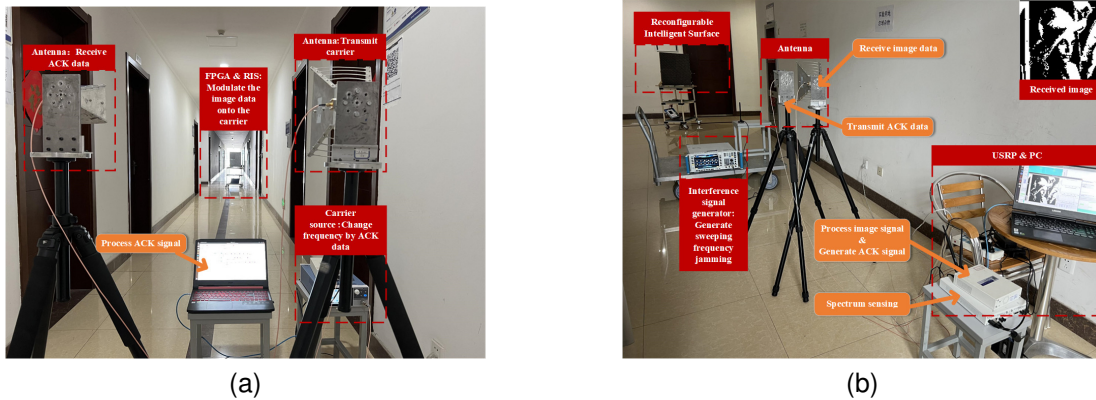 Antenna: Receive
ACK data
FPGA & RIS:
Modulate the
image data
onto the
carrier
Antenna:Transmit
carrier
Process ACK signal
Carrier
source :Change
frequency by ACK
data
(a)
Reconfigurable
Intelligent Surface
Antenna
Receive image data
Transmit ACK data
Received image
Interference
signal
generator:
Generate
sweeping
frequency
jamming
USRP & PC
Process image signal
&
Generate ACK signal
Spectrum sensing
(b)